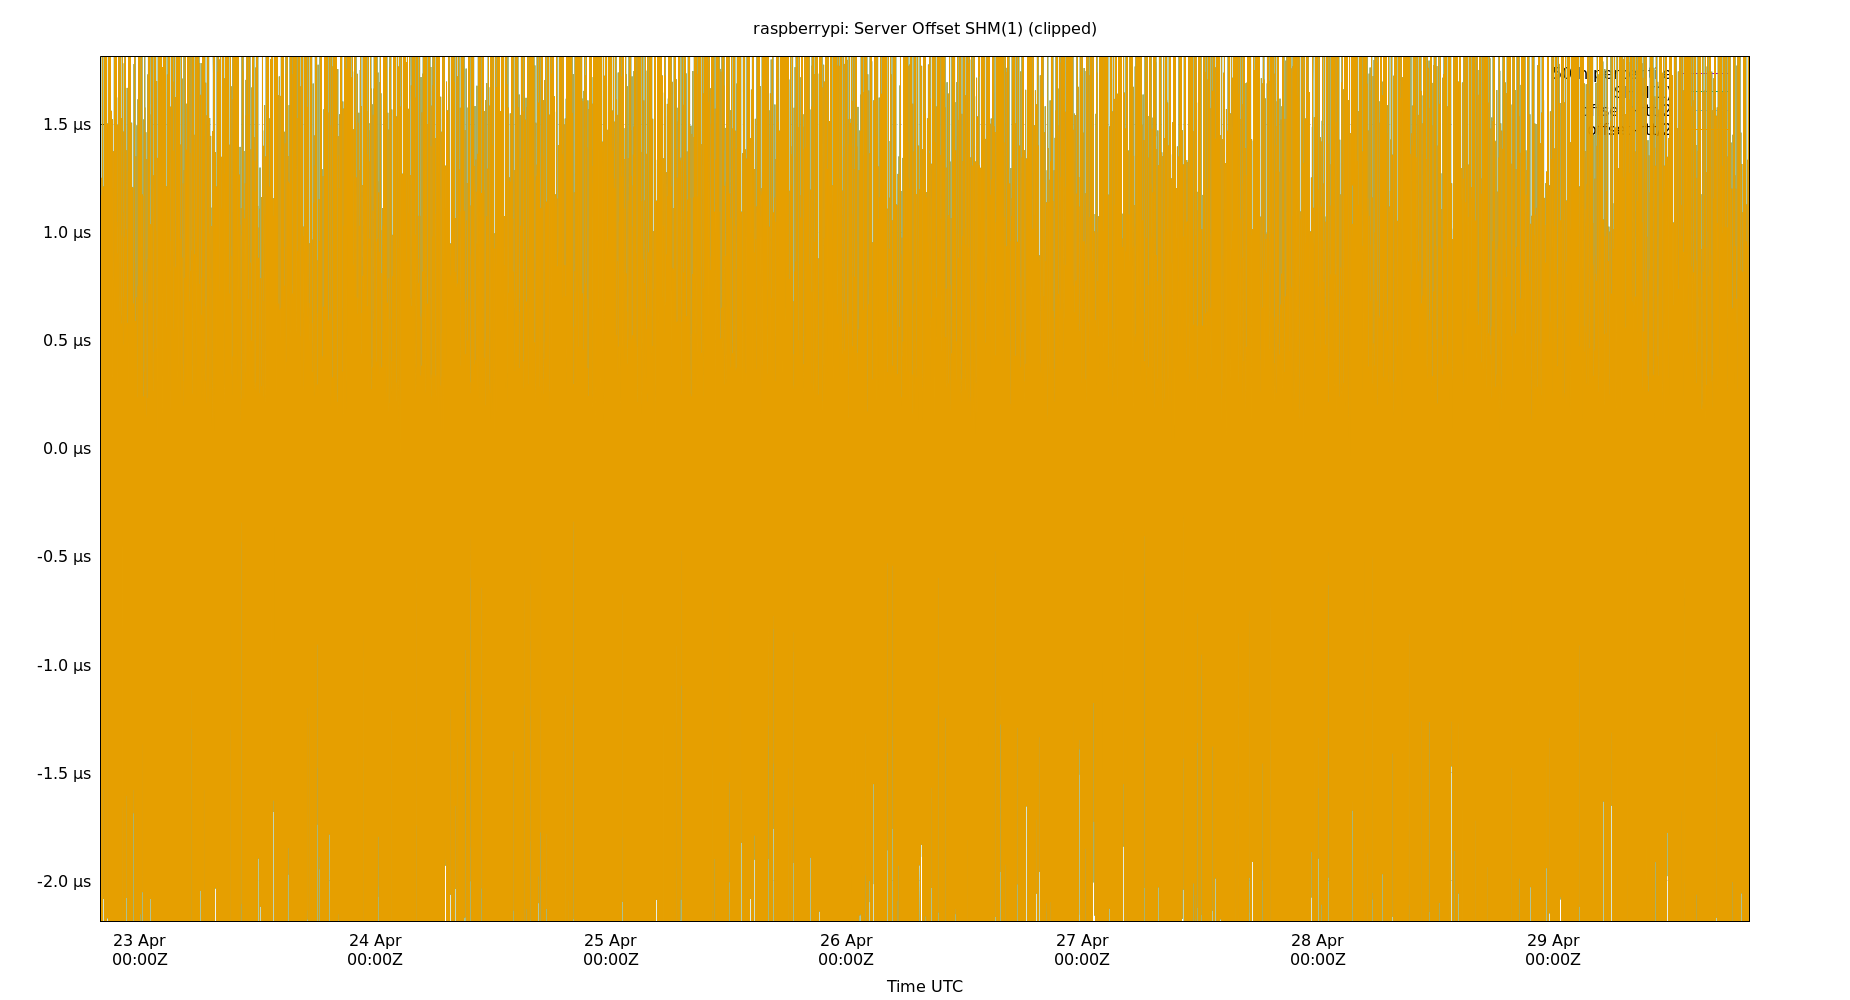 raspberrypi: Server Offset SHM(1) (clipped)
1.5 µs
1.0 µs
0.5 µs
0.0 µs
-0.5 µs
-1.0 µs
-1.5 µs
-2.0 µs
23 Apr 24 Apr 25 Apr 26 Apr 27 Apr 28 Apr 29 Apr
00:00Z 00:00Z 00:00Z 00:00Z 00:00Z 00:00Z 00:00Z
Time UTC